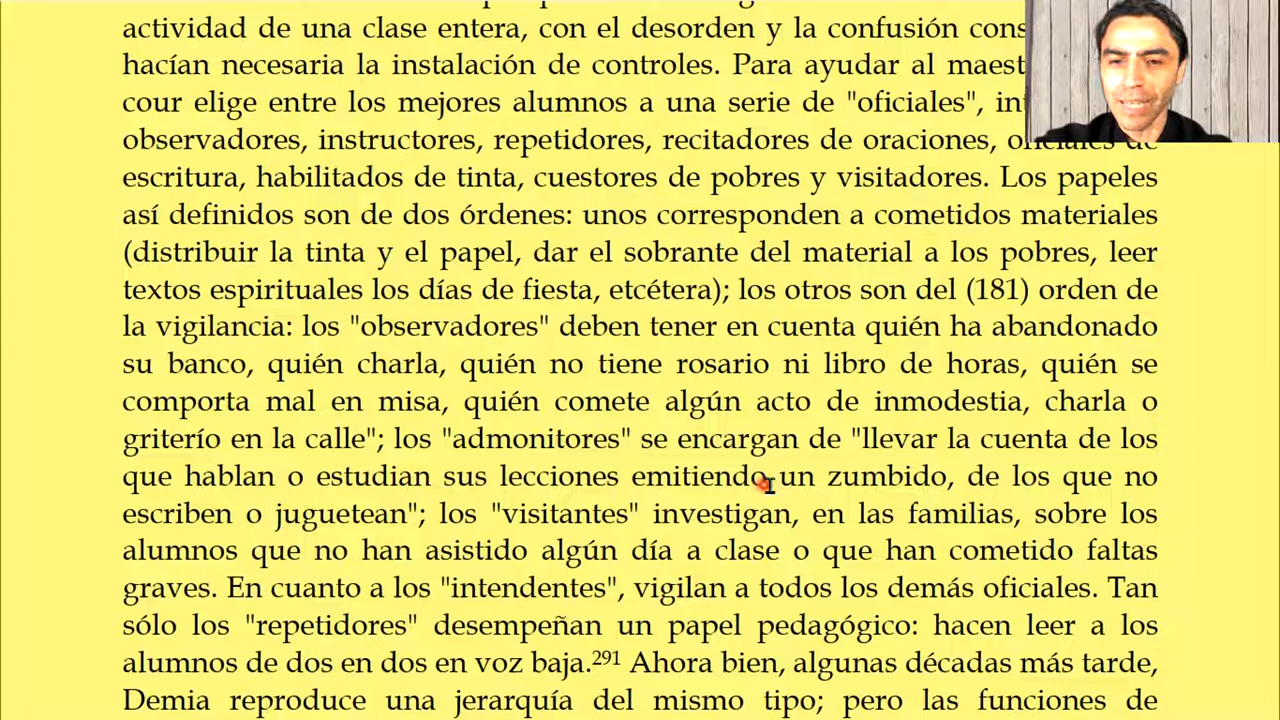 actividad de una clase entera, con el desorden y la confusión
hacían necesaria la instalación de controles. Para ayudar al
cour elige entre los mejores alumnos a una serie de "oficiales",
observadores, instructores, repetidores, recitadores de oraciones, oficiales de
escritura, habilitados de tinta, cuestores de pobres y visitadores. Los papeles
así definidos son de dos órdenes: unos corresponden a cometidos materiales
(distribuir la tinta y el papel, dar el sobrante del material a los pobres, leer
textos espirituales los días de fiesta, etcétera); los otros son del (181) orden de
la vigilancia: los "observadores" deben tener en cuenta quién ha abandonado
su banco, quién charla, quién no tiene rosario ni libro de horas, quién se
comporta mal en misa, quién comete algún acto de inmodestia, charla o
griterío en la calle"; los "admonitores" se encargan de "llevar la cuenta de los
que hablan o estudian sus lecciones emitiendo un zumbido, de los que no
escriben o juguetean"; los "visitantes" investigan, en las familias, sobre los
alumnos que no han asistido algún día a clase o que han cometido faltas
graves. En cuanto a los "intendentes", vigilan a todos los demás oficiales. Tan
sólo los "repetidores" desempeñan un papel pedagógico: hacen leer a los
alumnos de dos en dos en voz baja.²⁹¹ Ahora bien, algunas décadas más tarde,
Demia reproduce una jerarquía del mismo tipo; pero las funciones de